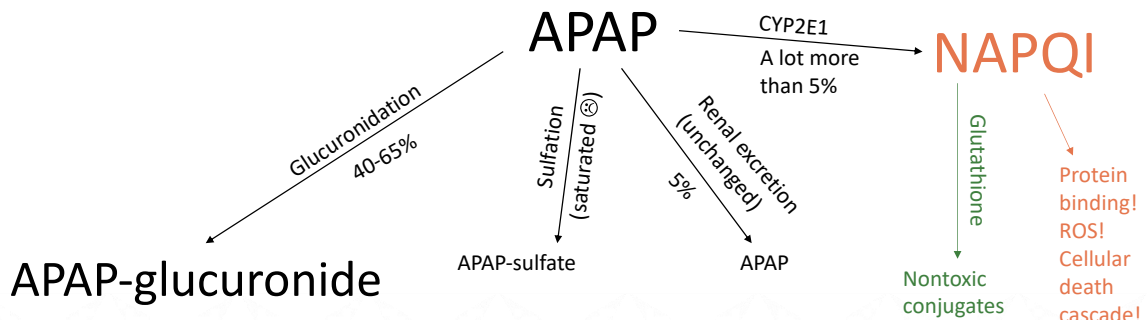 APAP
CYP2E1
A lot more
than 5%
NAPQI
Glucuronidation
40-65%
Sulfation
(saturated ☹)
Renal excretion
(unchanged)
5%
Glutathione
Protein
binding!
ROS!
Cellular
death
cascade!
APAP-glucuronide
APAP-sulfate
APAP
Nontoxic
conjugates